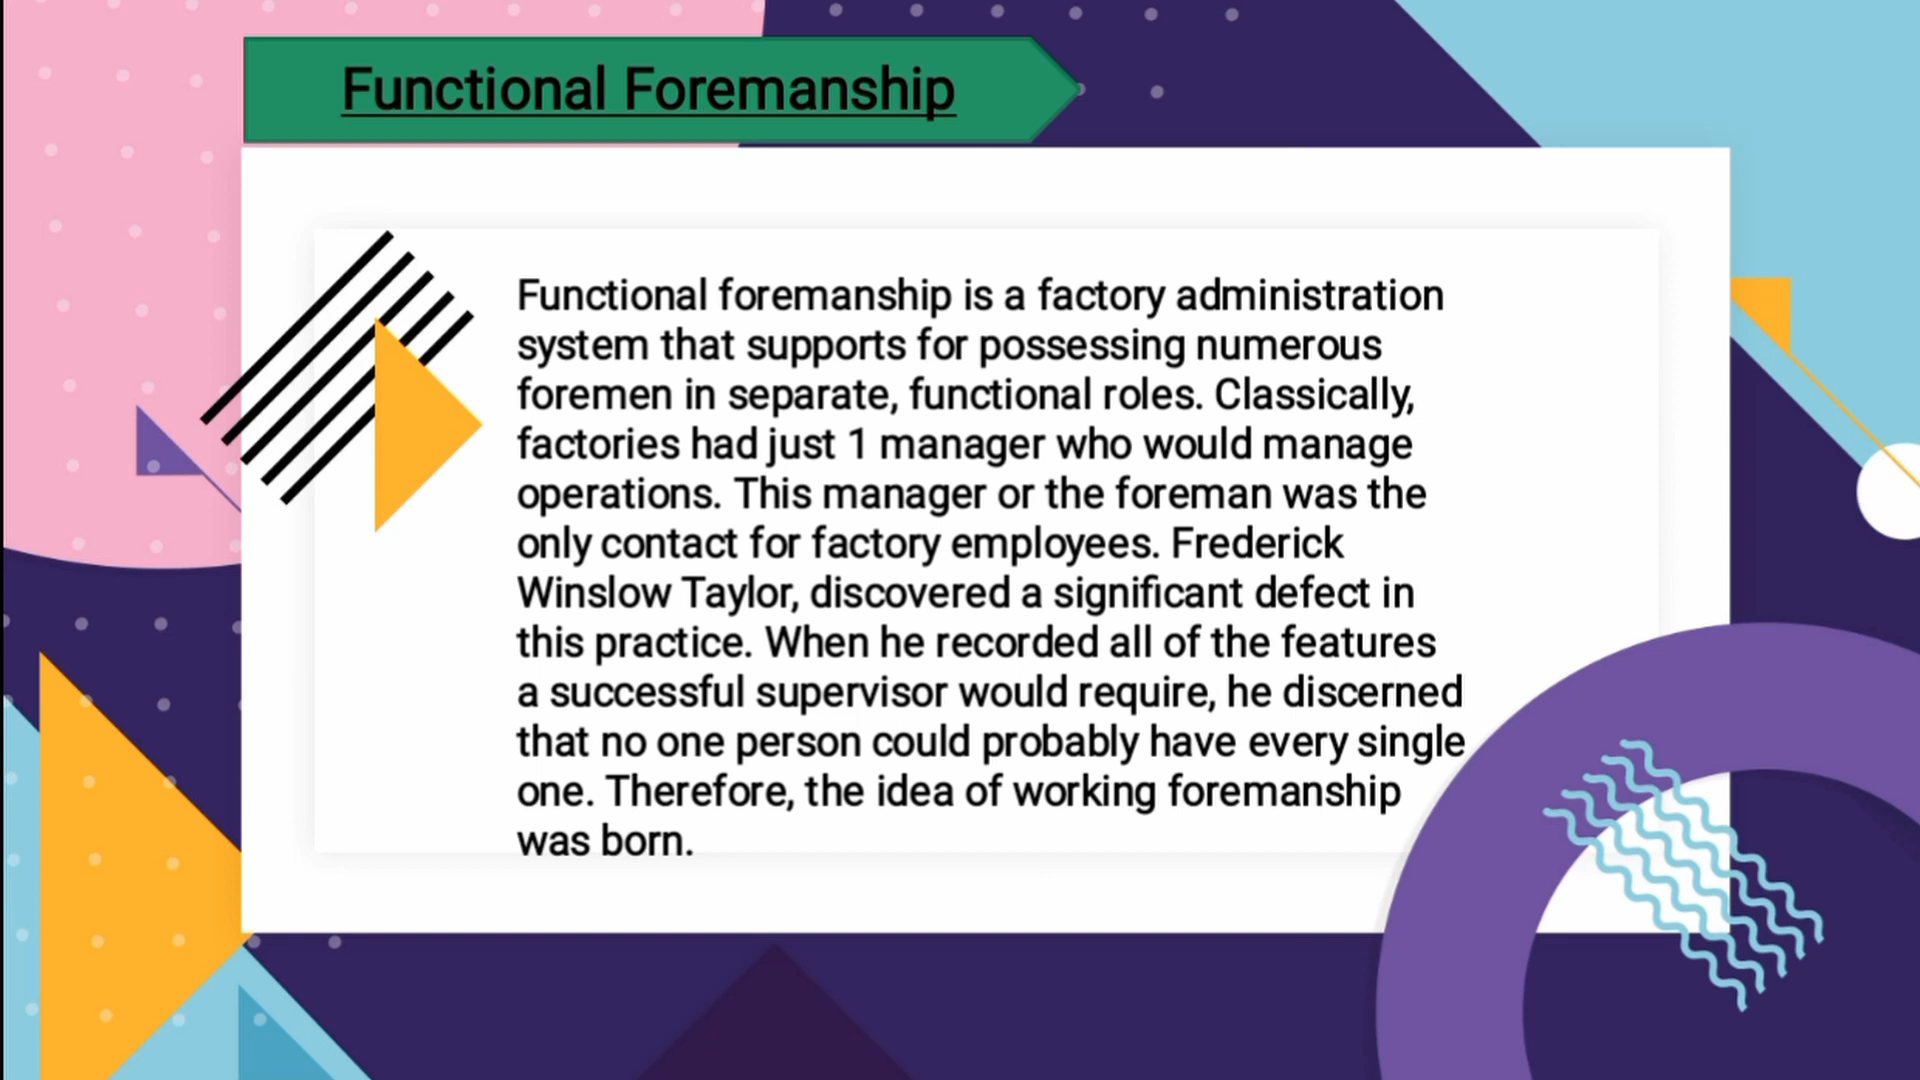 Functional Foremanship
Functional foremanship is a factory administration
system that supports for possessing numerous
foremen in separate, functional roles. Classically,
factories had just 1 manager who would manage
operations. This manager or the foreman was the
only contact for factory employees. Frederick
Winslow Taylor, discovered a significant defect in
this practice. When he recorded all of the features
a successful supervisor would require, he discerned
that no one person could probably have every single
one. Therefore, the idea of working foremanship
was born.